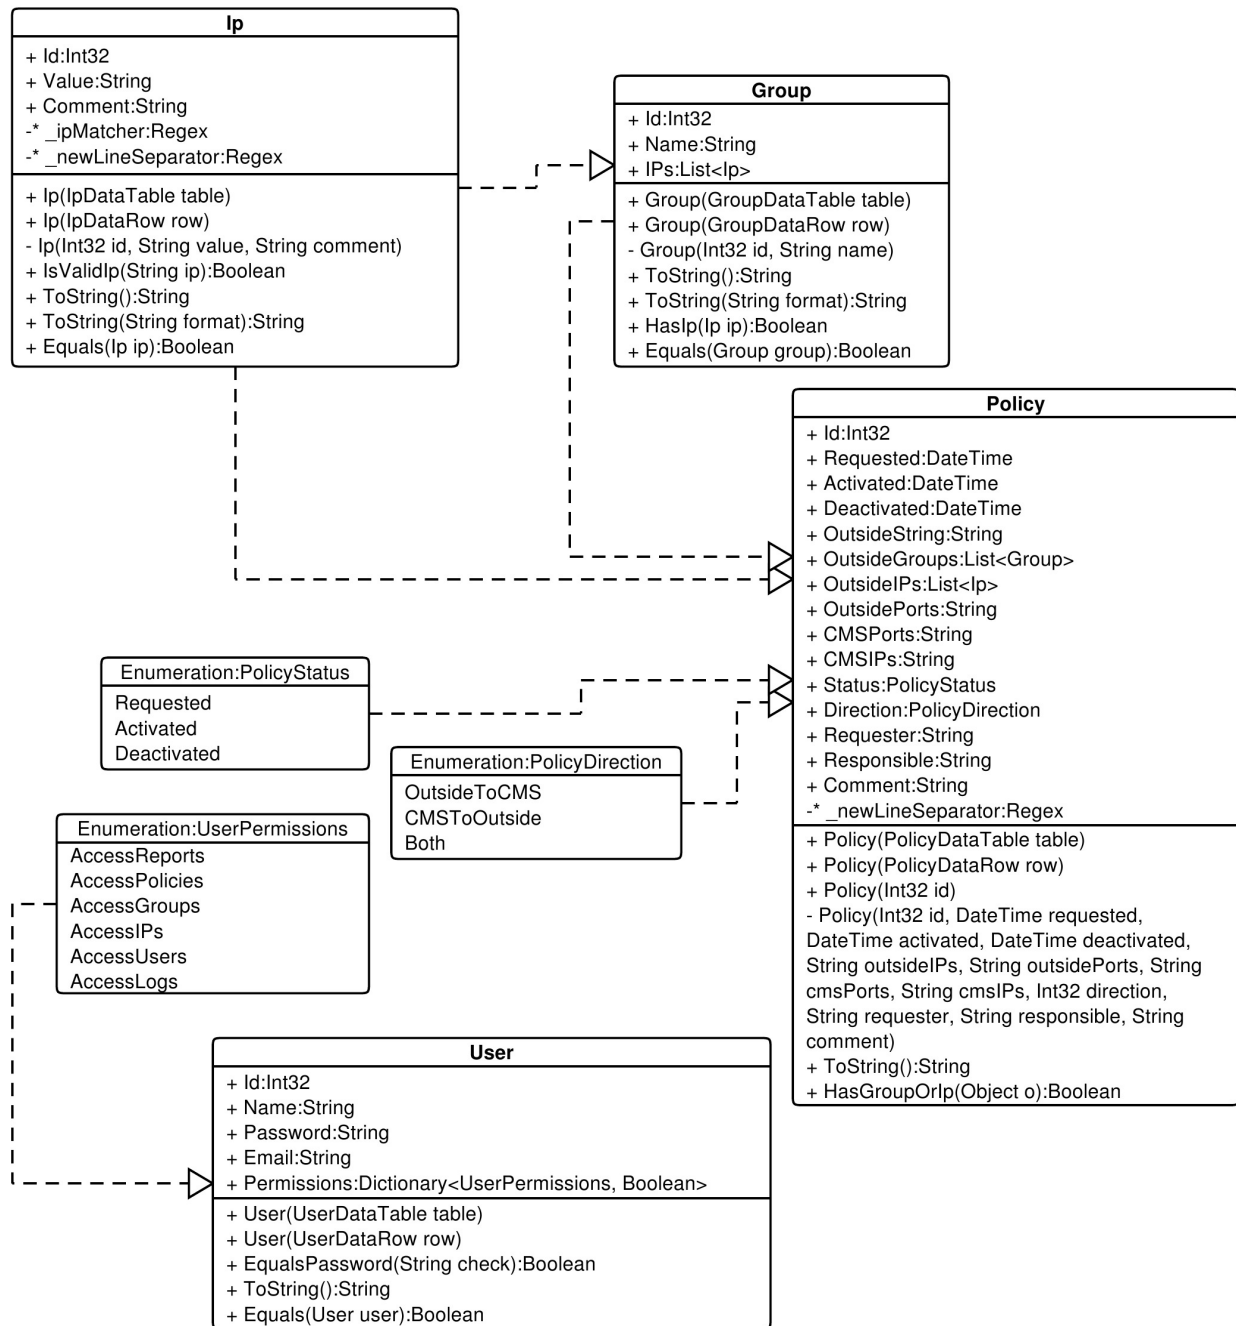 Ip
+ Id:Int32
+ Value:String
+ Comment:String
-* _ipMatcher:Regex
-* _newLineSeparator:Regex
+ Ip(IpDataTable table)
+ Ip(IpDataRow row)
- Ip(Int32 id, String value, String comment)
+ IsValidIp(String ip):Boolean
+ ToString():String
+ ToString(String format):String
+ Equals(Ip ip):Boolean
Group
+ Id:Int32
+ Name:String
+ IPs:List<Ip>
+ Group(GroupDataTable table)
+ Group(GroupDataRow row)
- Group(Int32 id, String name)
+ ToString():String
+ ToString(String format):String
+ HasIp(Ip ip):Boolean
+ Equals(Group group):Boolean
Policy
+ Id:Int32
+ Requested:DateTime
+ Activated:DateTime
+ Deactivated:DateTime
+ OutsideString:String
+ OutsideGroups:List<Group>
+ OutsideIPs:List<Ip>
+ OutsidePorts:String
+ CMSPorts:String
+ CMSIPs:String
+ Status:PolicyStatus
+ Direction:PolicyDirection
+ Requester:String
+ Responsible:String
+ Comment:String
-* _newLineSeparator:Regex
+ Policy(PolicyDataTable table)
+ Policy(PolicyDataRow row)
+ Policy(Int32 id)
- Policy(Int32 id, DateTime requested,
DateTime activated, DateTime deactivated,
String outsideIPs, String outsidePorts, String
cmsPorts, String cmsIPs, Int32 direction,
String requester, String responsible, String
comment)
+ ToString():String
+ HasGroupOrIp(Object o):Boolean
Enumeration:PolicyStatus
Requested
Activated
Deactivated
Enumeration:PolicyDirection
OutsideToCMS
CMSToOutside
Both
Enumeration:UserPermissions
AccessReports
AccessPolicies
AccessGroups
AccessIPs
AccessUsers
AccessLogs
User
+ Id:Int32
+ Name:String
+ Password:String
+ Email:String
+ Permissions:Dictionary<UserPermissions, Boolean>
+ User(UserDataTable table)
+ User(UserDataRow row)
+ EqualsPassword(String check):Boolean
+ ToString():String
+ Equals(User user):Boolean